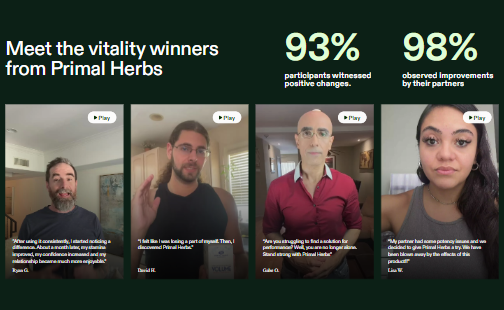 Meet the vitality winners
from Primal Herbs
93%
participants witnessed
positive changes.
98%
observed improvements
by their partners
Play
"After using it consistently, I started noticing a
difference. About a month later, my stamina
improved, my confidence increased and my
relationship became much more enjoyable."
Ryan G.
Play
"I felt like I was losing a part of myself. Then, I
discovered Primal Herbs."
David H.
Play
"Are you struggling to find a solution for
performance? Well, you are no longer alone.
Stand strong with Primal Herbs"
Gabe O.
Play
"My partner had some potency issues and we
decided to give Primal Herbs a try. We have
been blown away by the effects of this
product!"
Lisa W.